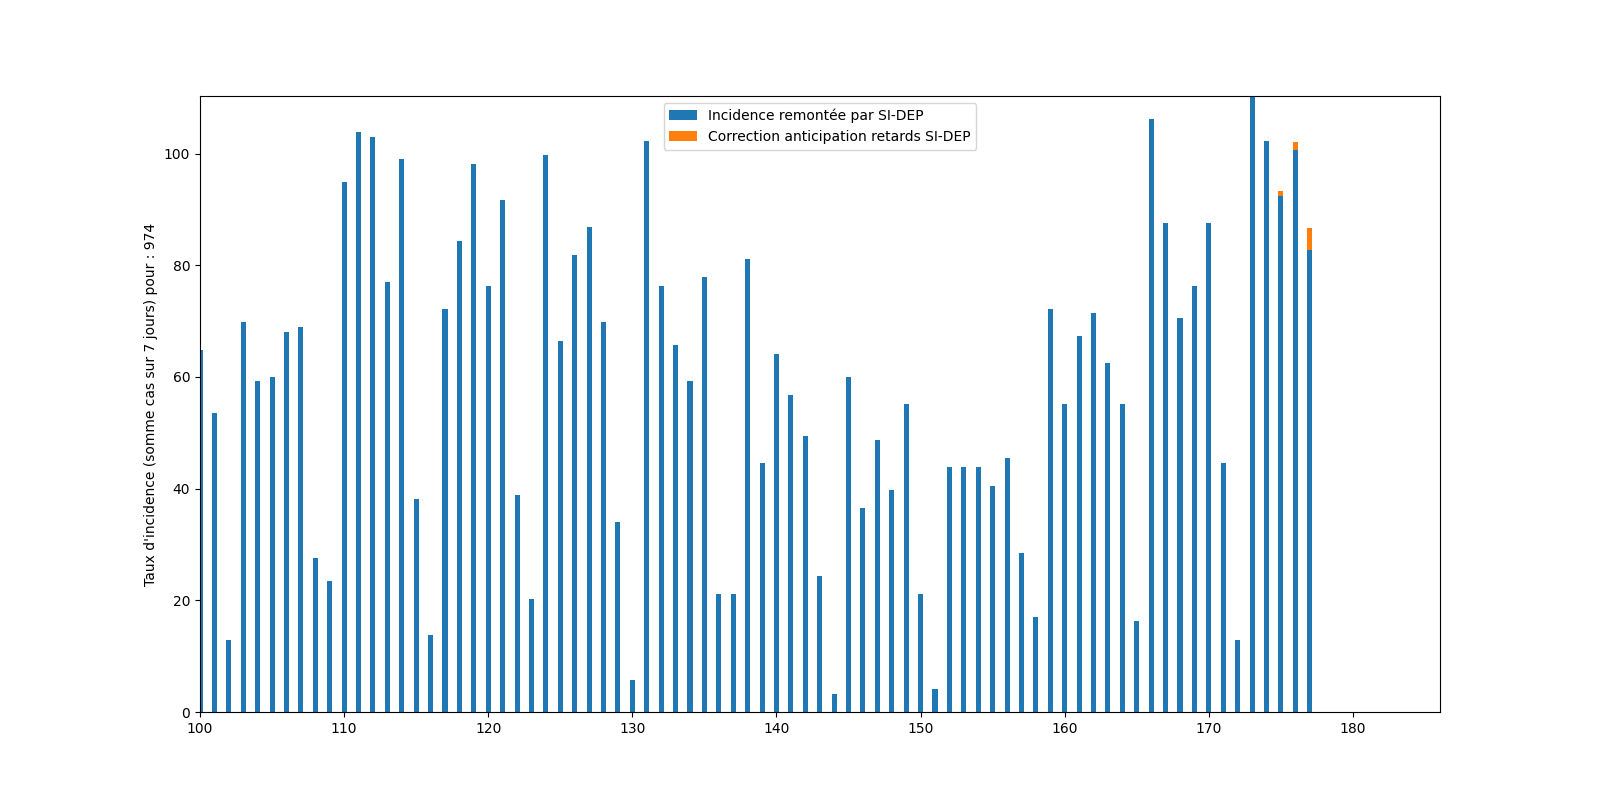 Incidence remontée par SI-DEP
Correction anticipation retards SI-DEP
Taux d'incidence (somme cas sur 7 jours) pour : 974
100
80
60
40
20
0
100 110 120 130 140 150 160 170 180